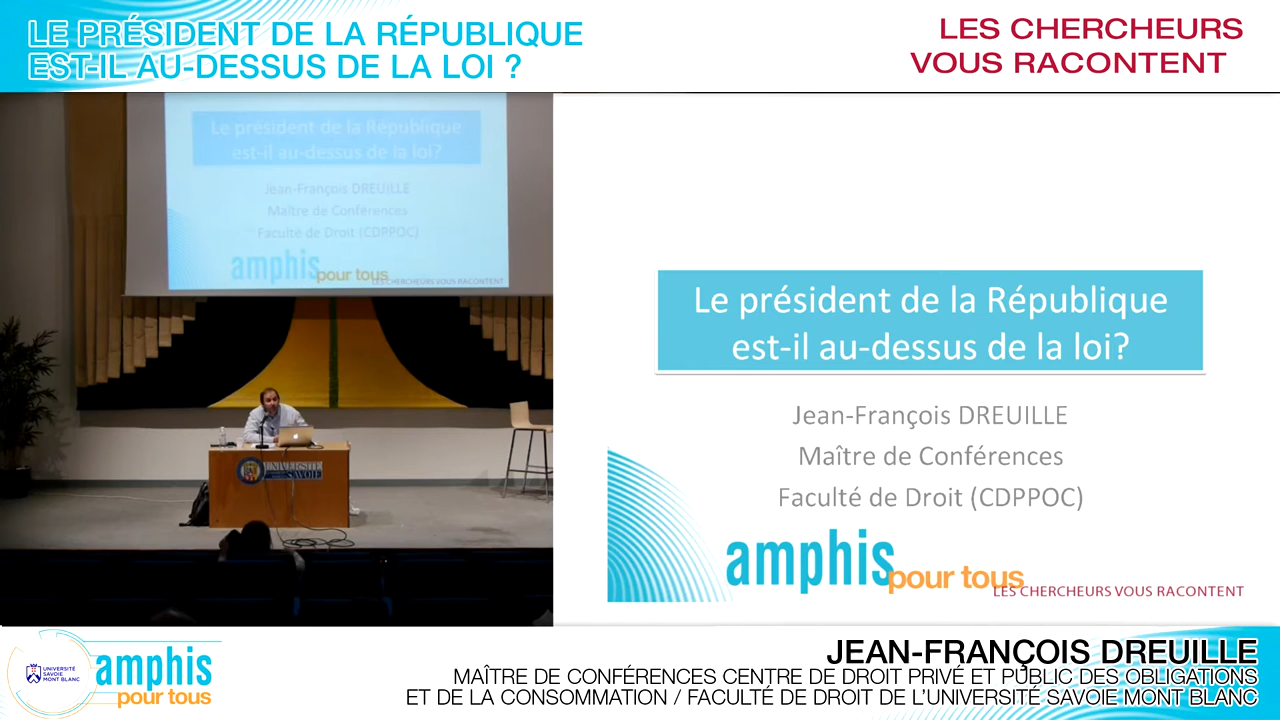 LE PRÉSIDENT DE LA RÉPUBLIQUE
EST-IL AU-DESSUS DE LA LOI ?
LES CHERCHEURS
VOUS RACONTENT
Le président de la République
est-il au-dessus de la loi?
Jean-François DREUILLE
Maître de Conférences
Faculté de Droit (CDPPOC)
amphis
pour tous
LES CHERCHEURS VOUS RACONTENT
UNIVERSITÉ
SAVOIE
Le président de la République
est-il au-dessus de la loi?
Jean-François DREUILLE
Maître de Conférences
Faculté de Droit (CDPPOC)
amphis
pour tous
LES CHERCHEURS VOUS RACONTENT
UNIVERSITÉ
SAVOIE
MONT BLANC
amphis
pour tous
JEAN-FRANÇOIS DREUILLE
MAÎTRE DE CONFÉRENCES CENTRE DE DROIT PRIVÉ ET PUBLIC DES OBLIGATIONS
ET DE LA CONSOMMATION / FACULTÉ DE DROIT DE L'UNIVERSITÉ SAVOIE MONT BLANC